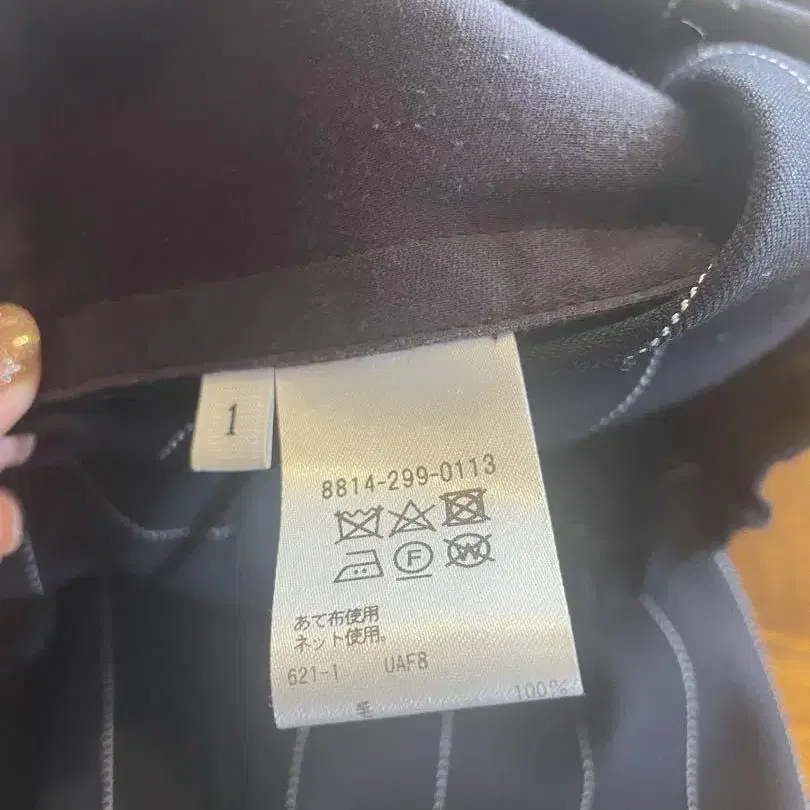 1
8814-299-0113
F W
あて布使用
ネット使用。
621-1 UAF8
毛 100%